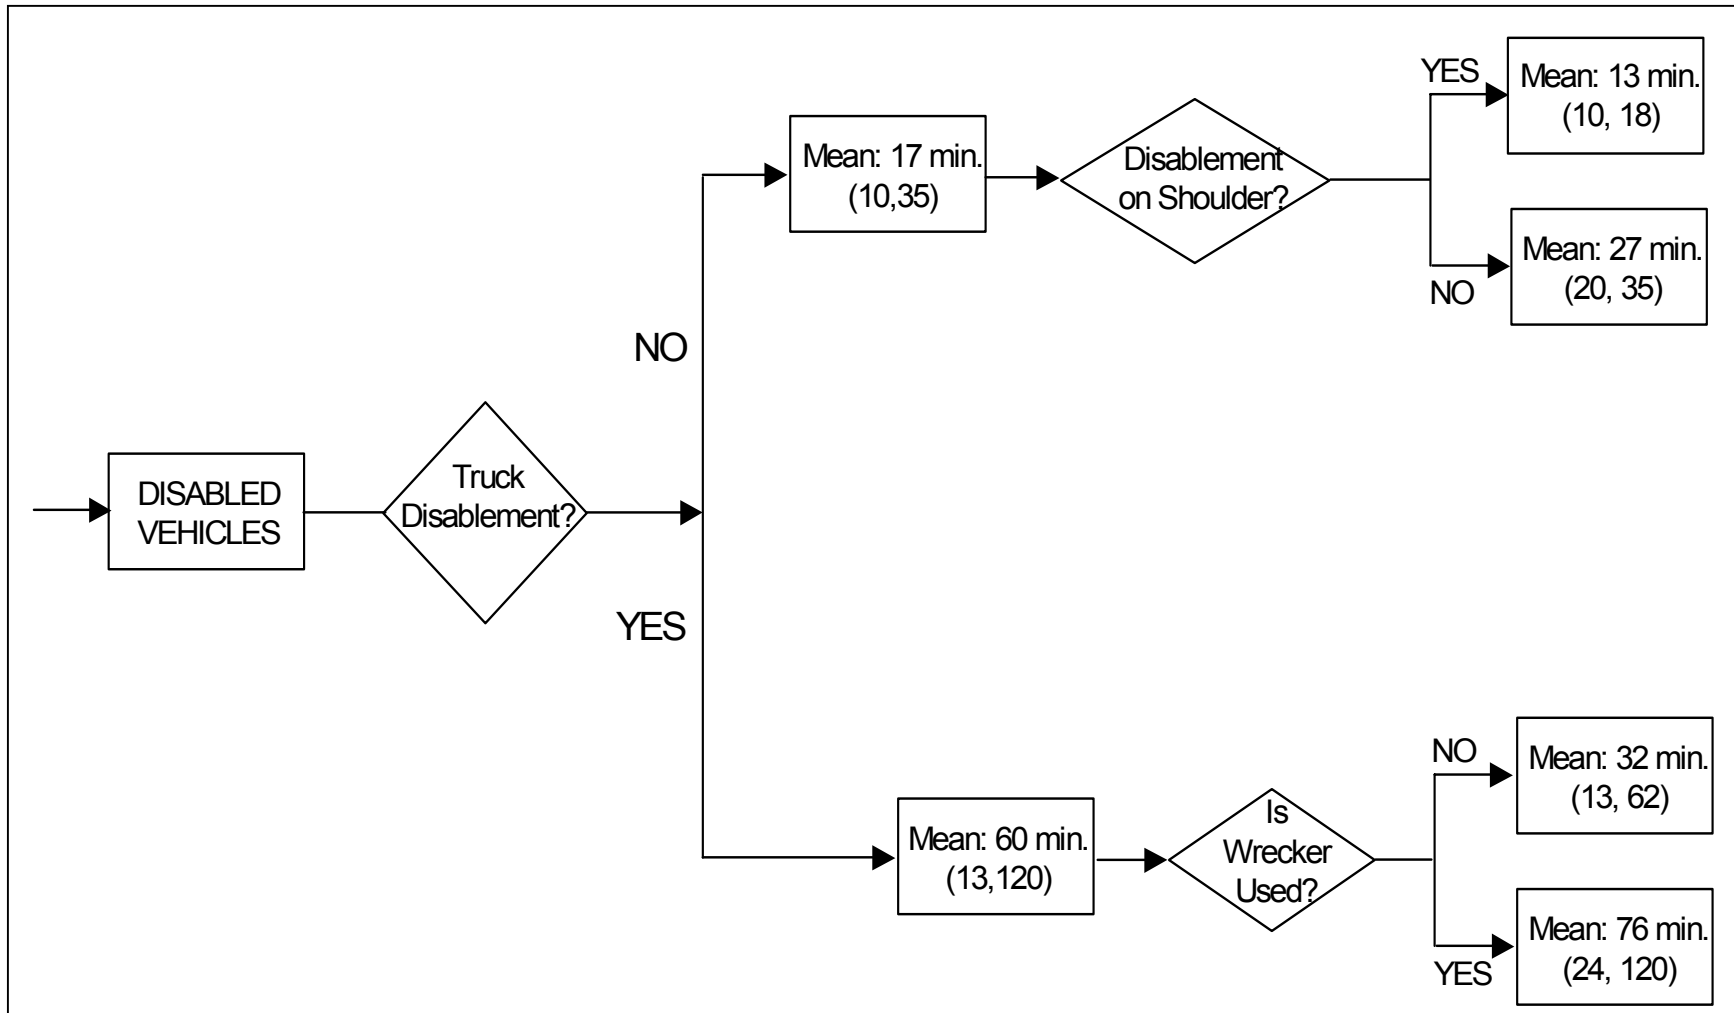 DISABLED
VEHICLES
Truck
Disablement?
NO
Mean: 17 min.
(10,35)
Disablement
on Shoulder?
YES
Mean: 13 min.
(10, 18)
NO
Mean: 27 min.
(20, 35)
YES
Mean: 60 min.
(13,120)
Is
Wrecker
Used?
NO
Mean: 32 min.
(13, 62)
YES
Mean: 76 min.
(24, 120)